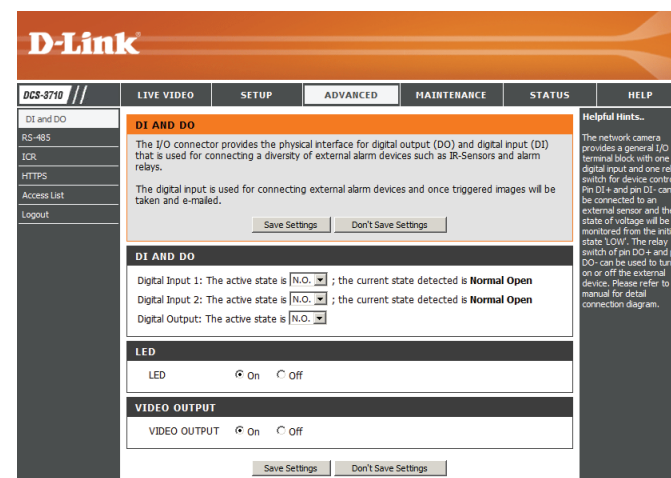 D-Link
DCS-3710
LIVE VIDEO SETUP ADVANCED MAINTENANCE STATUS HELP
DI and DO
RS-485
ICR
HTTPS
Access List
Logout
DI AND DO
The I/O connector provides the physical interface for digital output (DO) and digital input (DI)
that is used for connecting a diversity of external alarm devices such as IR-Sensors and alarm
relays.
The digital input is used for connecting external alarm devices and once triggered images will be
taken and e-mailed.
Save Settings Don't Save Settings
DI AND DO
Digital Input 1: The active state is N.O. ; the current state detected is Normal Open
Digital Input 2: The active state is N.O. ; the current state detected is Normal Open
Digital Output: The active state is N.O.
LED
LED On Off
VIDEO OUTPUT
VIDEO OUTPUT On Off
Save Settings Don't Save Settings
Helpful Hints..
The network camera
provides a general I/O
terminal block with one
digital input and one
switch for device
Pin DI+ and pin DI- can
be connected to an
external sensor and
state of voltage will be
monitored from the
state 'LOW'. The relay
switch of pin DO+ and
DO- can be used to
on or off the external
device. Please refer to
manual for detail
connection diagram.